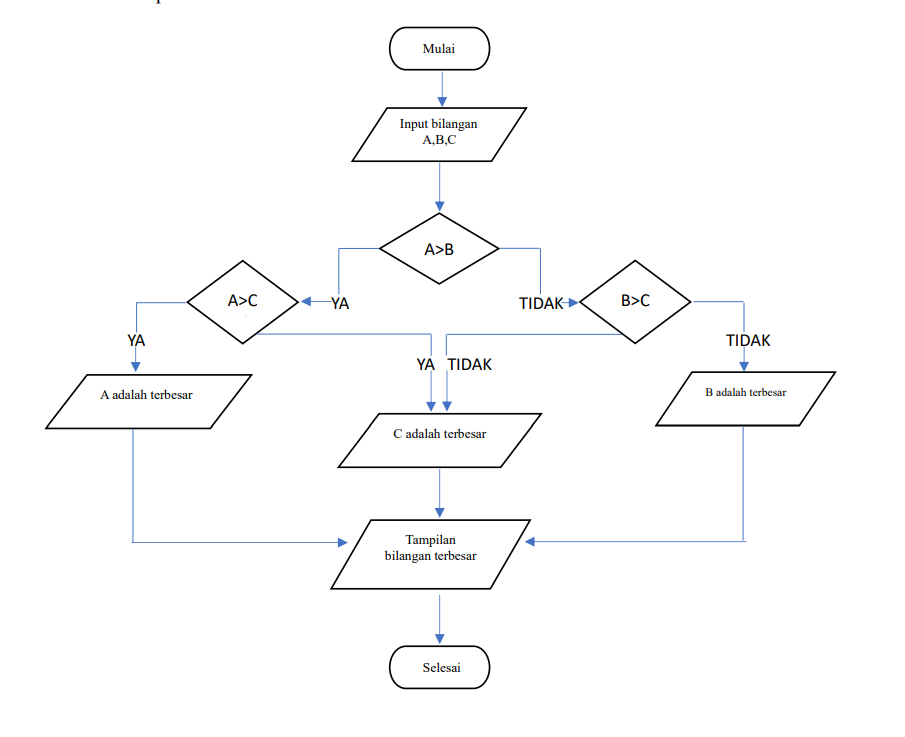 Mulai
Input bilangan
A,B,C
A>B
A>C
B>C
YA
TIDAK
YA
TIDAK
YA
TIDAK
A adalah terbesar
B adalah terbesar
C adalah terbesar
Tampilan
bilangan terbesar
Selesai